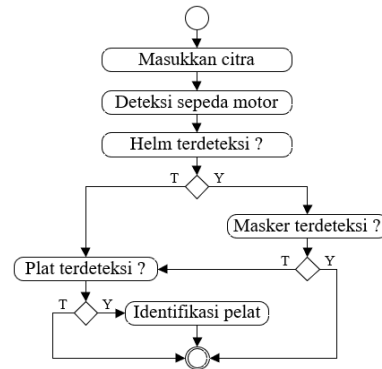 Masukkan citra
Deteksi sepeda motor
Helm terdeteksi ?
T Y
Masker terdeteksi ?
T Y
Plat terdeteksi ?
T Y
Identifikasi pelat